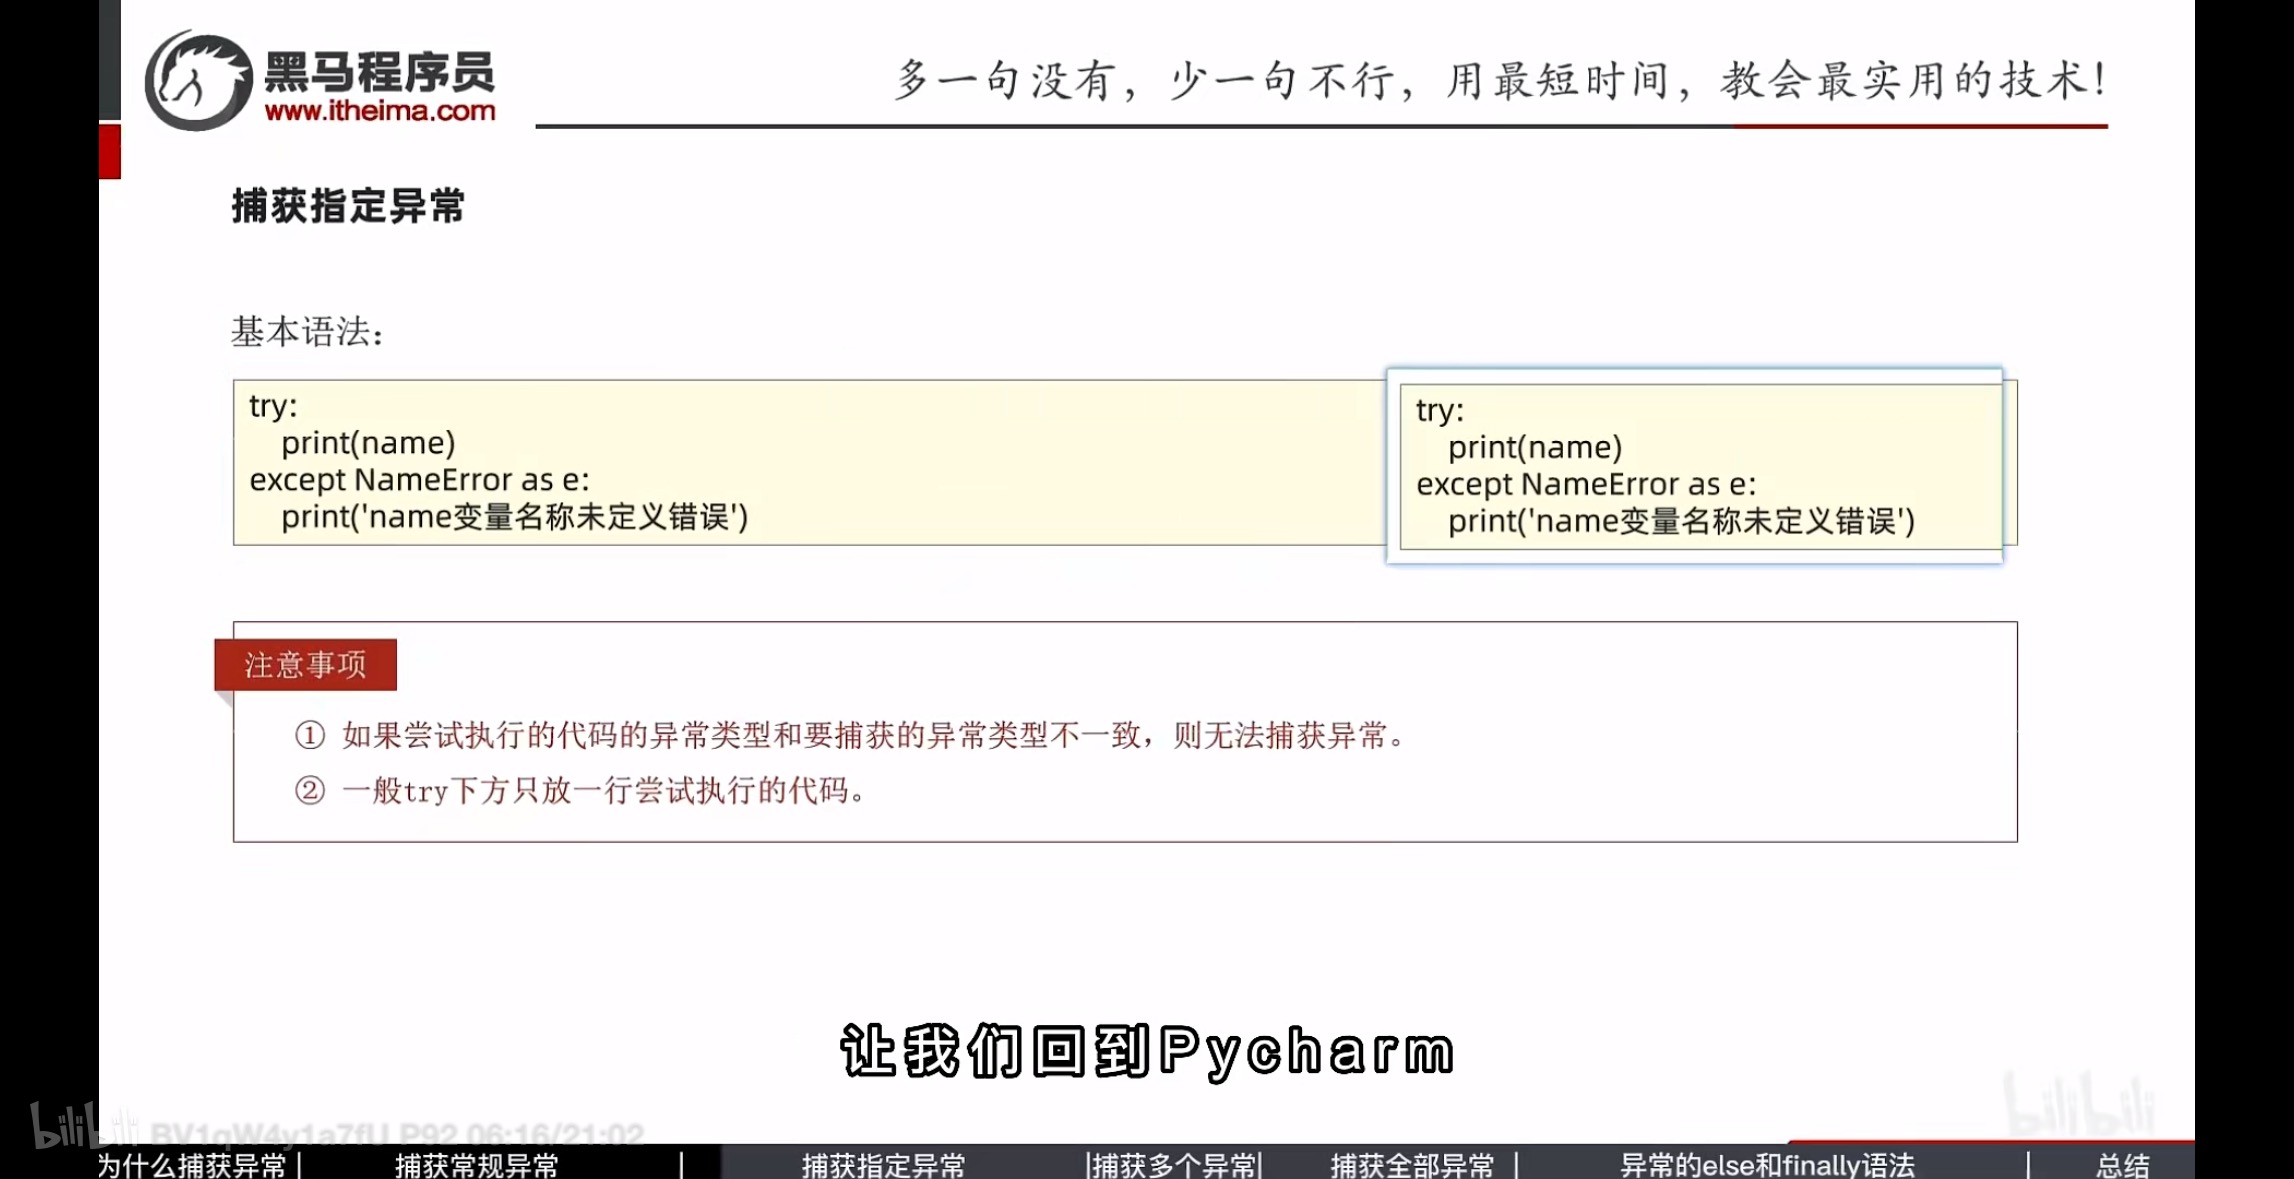 黑马程序员
www.itheima.com
多一句没有，少一句不行，用最短时间，教会最实用的技术！
捕获指定异常
基本语法：
try:
    print(name)
except NameError as e:
    print('name变量名称未定义错误')
try:
    print(name)
except NameError as e:
    print('name变量名称未定义错误')
注意事项
① 如果尝试执行的代码的异常类型和要捕获的异常类型不一致，则无法捕获异常。
② 一般try下方只放一行尝试执行的代码。
让我们回到Pycharm
bilibili BV1qW4y1a7fU P92 06:16/21:02
bilibili
为什么捕获异常 | 捕获常规异常 | 捕获指定异常 |捕获多个异常| 捕获全部异常 | 异常的else和finally语法 | 总结